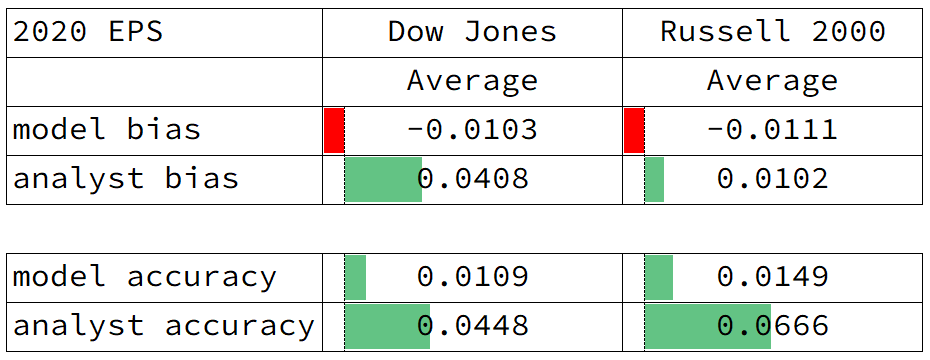 2020 EPS Dow Jones Russell 2000
Average Average
model bias -0.0103 -0.0111
analyst bias 0.0408 0.0102
model accuracy 0.0109 0.0149
analyst accuracy 0.0448 0.0666